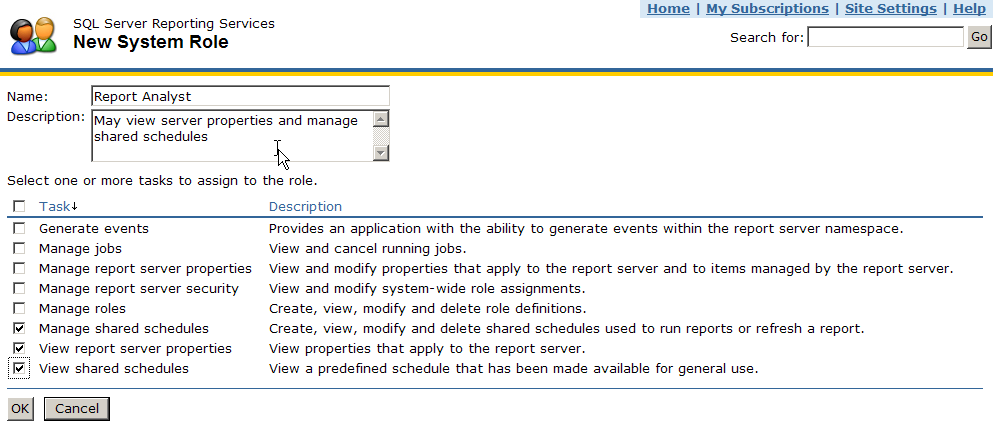 Home | My Subscriptions | Site Settings | Help
SQL Server Reporting Services
New System Role
Search for: Go
Name: Report Analyst
Description: May view server properties and manage
shared schedules
Select one or more tasks to assign to the role.
Task Description
Generate events Provides an application with the ability to generate events within the report server namespace.
Manage jobs View and cancel running jobs.
Manage report server properties View and modify properties that apply to the report server and to items managed by the report server.
Manage report server security View and modify system-wide role assignments.
Manage roles Create, view, modify and delete role definitions.
Manage shared schedules Create, view, modify and delete shared schedules used to run reports or refresh a report.
View report server properties View properties that apply to the report server.
View shared schedules View a predefined schedule that has been made available for general use.
OK Cancel